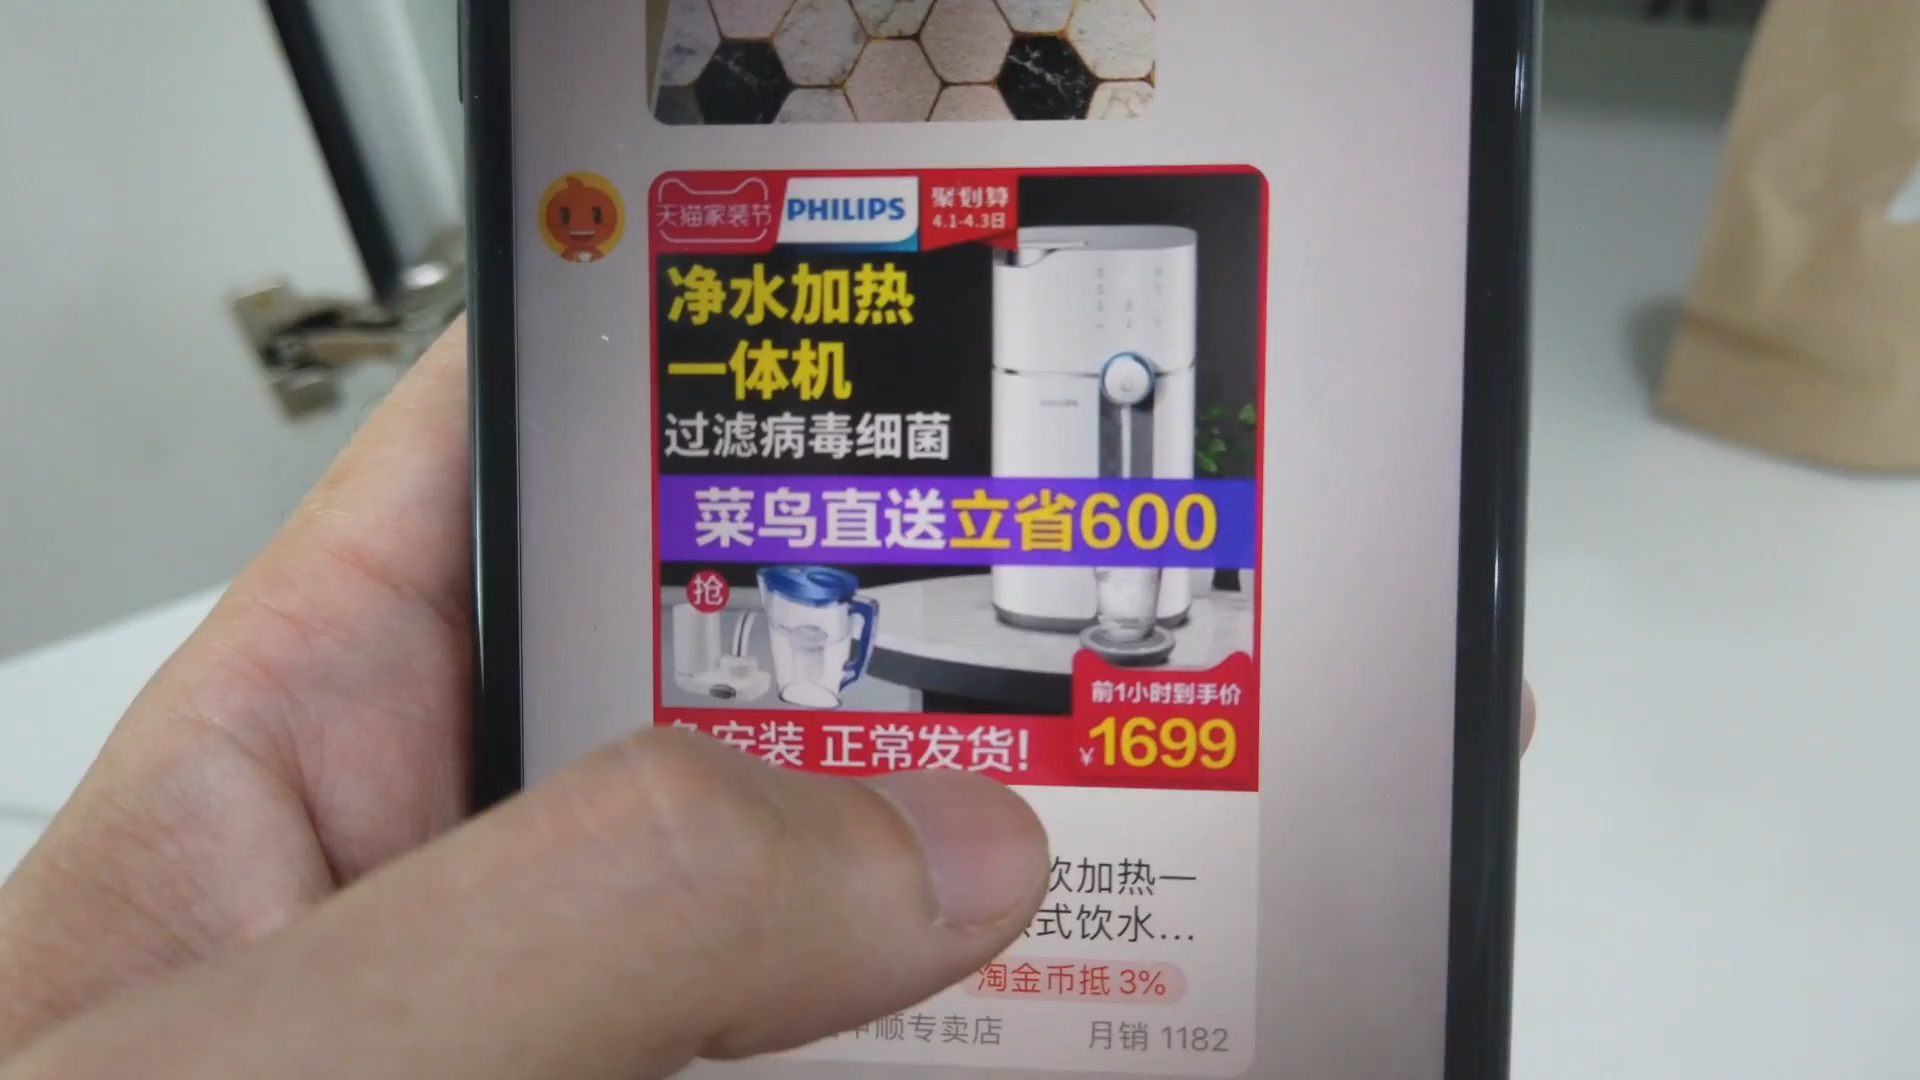 天猫家装节
PHILIPS
聚划算
4.1-4.3日
净水加热
一体机
过滤病毒细菌
菜鸟直送立省600
抢
前1小时到手价
¥1699
安装 正常发货!
加热一
式饮水...
淘金币抵 3%
顺专卖店
月销 1182